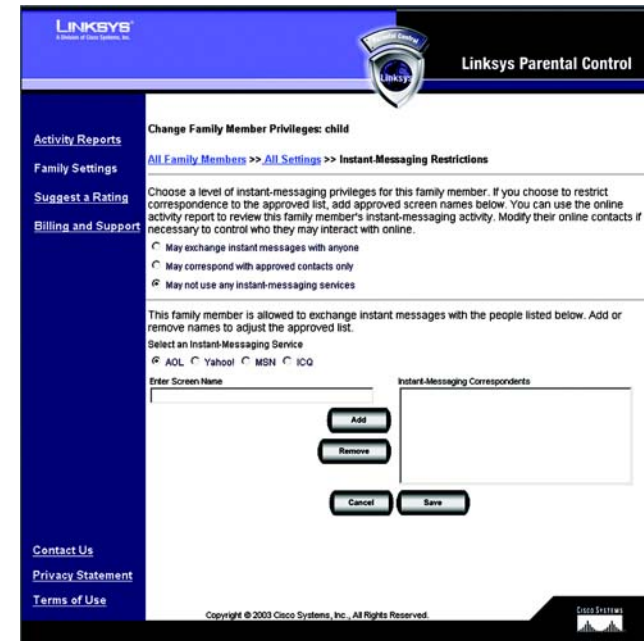 LINKSYS®
A Division of Cisco Systems, Inc.
Parental Control
Linksys
Linksys Parental Control
Activity Reports
Family Settings
Suggest a Rating
Billing and Support
Change Family Member Privileges: child
All Family Members >> All Settings >> Instant-Messaging Restrictions
Choose a level of instant-messaging privileges for this family member. If you choose to restrict
correspondence to the approved list, add approved screen names below. You can use the online
activity report to review this family member's instant-messaging activity. Modify their online contacts if
necessary to control who they may interact with online.
May exchange instant messages with anyone
May correspond with approved contacts only
May not use any instant-messaging services
This family member is allowed to exchange instant messages with the people listed below. Add or
remove names to adjust the approved list.
Select an Instant-Messaging Service
AOL Yahoo! MSN ICQ
Enter Screen Name
Instant-Messaging Correspondents
Add
Remove
Cancel Save
Contact Us
Privacy Statement
Terms of Use
Copyright © 2003 Cisco Systems, Inc., All Rights Reserved.
CISCO SYSTEMS